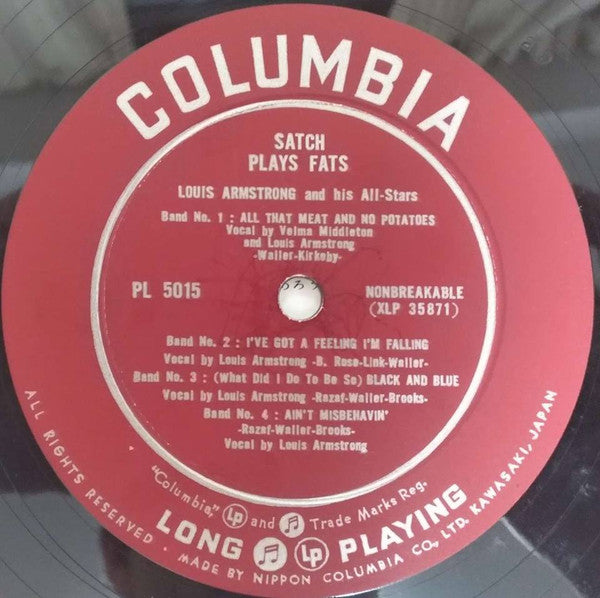 COLUMBIA
SATCH
PLAYS FATS
LOUIS ARMSTRONG and his All-Stars
Band No. 1 : ALL THAT MEAT AND NO POTATOES
Vocal by Velma Middleton
and Louis Armstrong
-Waller-Kirkeby-
PL 5015
NONBREAKABLE
(XLP 35871)
Band No. 2 : I'VE GOT A FEELING I'M FALLING
Vocal by Louis Armstrong -B. Rose-Link-Waller-
Band No. 3 : (What Did I Do To Be So) BLACK AND BLUE
Vocal by Louis Armstrong -Razaf-Waller-Brooks-
Band No. 4 : AIN'T MISBEHAVIN'
-Razaf-Waller-Brooks-
Vocal by Louis Armstrong
"Columbia," Lp and Trade Marks Reg.
LONG Lp PLAYING
ALL RIGHTS RESERVED · MADE BY NIPPON COLUMBIA CO., LTD. KAWASAKI, JAPAN